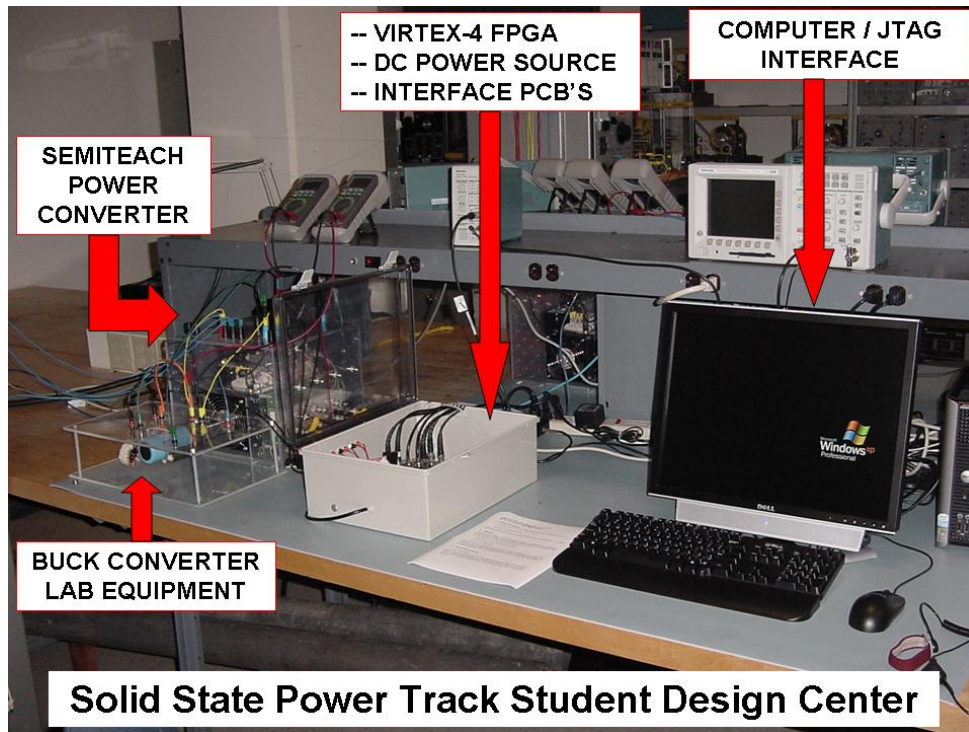 -- VIRTEX-4 FPGA
-- DC POWER SOURCE
-- INTERFACE PCB'S
COMPUTER / JTAG
INTERFACE
SEMITEACH
POWER
CONVERTER
Microsoft
Windows xp
Professional
DELL
BUCK CONVERTER
LAB EQUIPMENT
Solid State Power Track Student Design Center